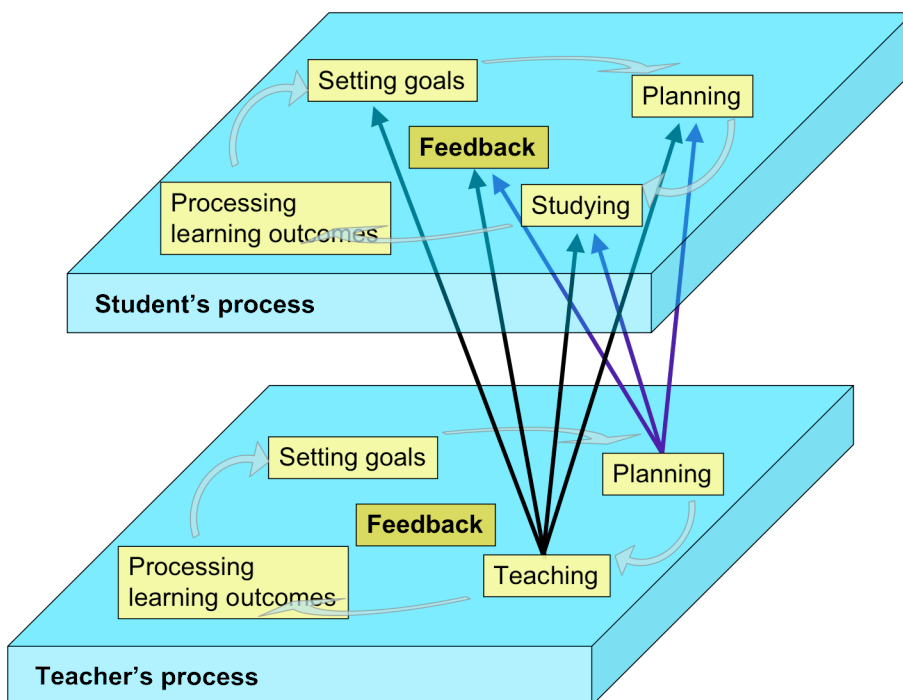 Setting goals
Planning
Feedback
Processing
learning outcomes
Studying
Student’s process
Setting goals
Planning
Feedback
Processing
learning outcomes
Teaching
Teacher’s process